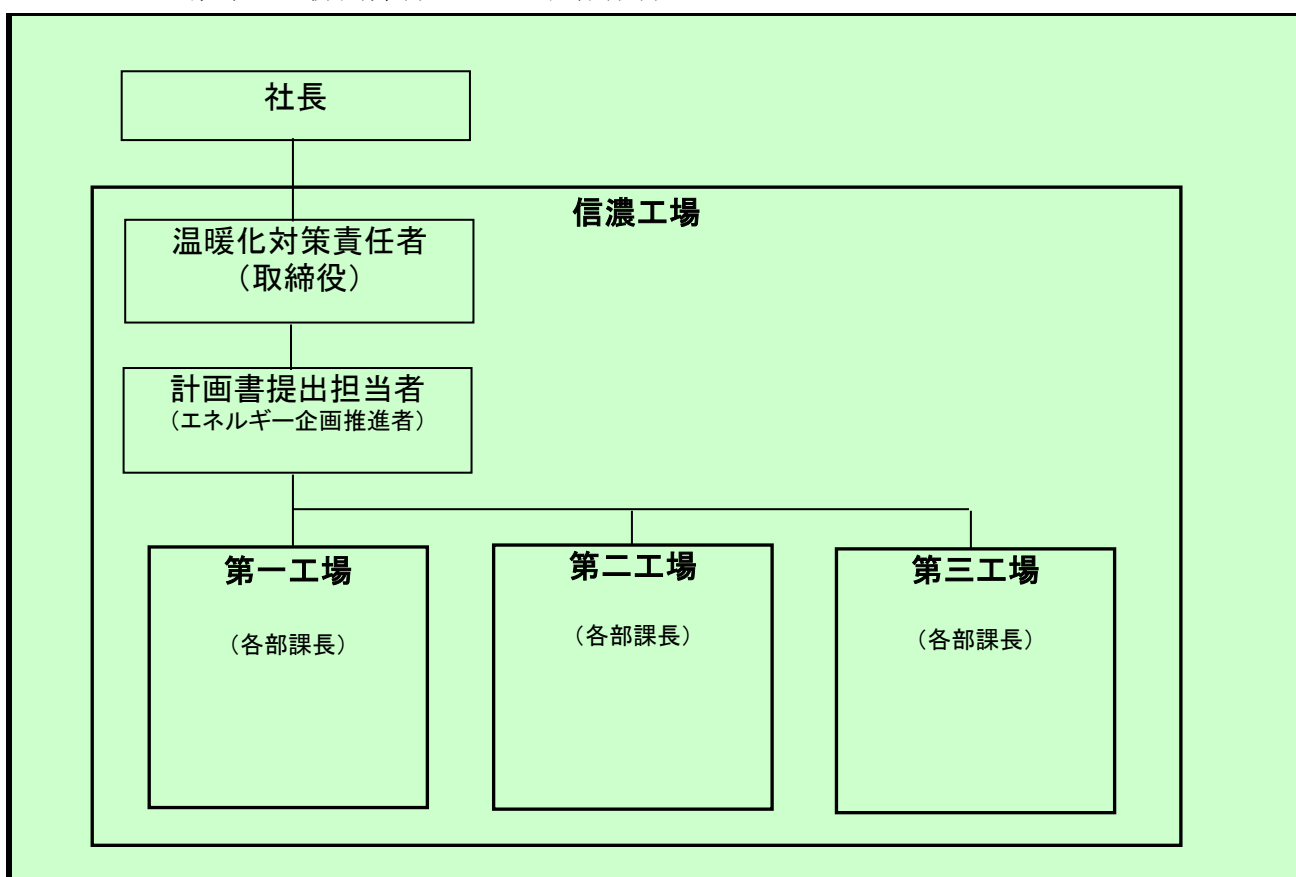 社長
信濃工場
温暖化対策責任者
（取締役）
計画書提出担当者
（エネルギー企画推進者）
第一工場
（各部課長）
第二工場
（各部課長）
第三工場
（各部課長）